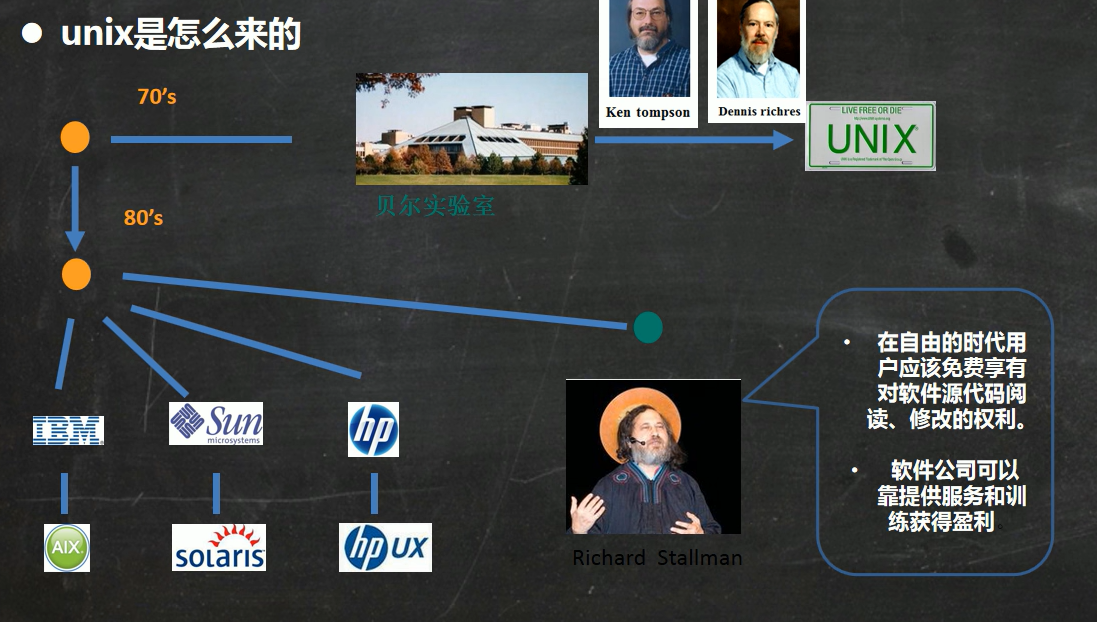 unix是怎么来的
70’s
Ken tompson
Dennis richres
LIVE FREE OR DIE
UNIX
贝尔实验室
80’s
在自由的时代用
户应该免费享有
对软件源代码阅
读、修改的权利。
软件公司可以
靠提供服务和训
练获得盈利。
IBM
Sun
microsystems
hp
AIX
solaris
hp UX
Richard Stallman